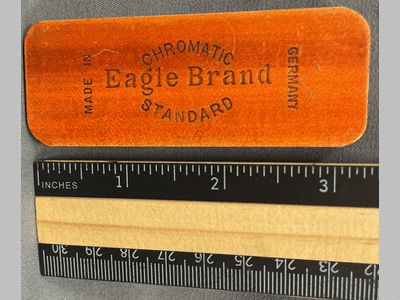 CHROMATIC
MADE IN
Eagle Brand
GERMANY
STANDARD
INCHES
1
2
3
30 29 28 27 26 25 24 23 22